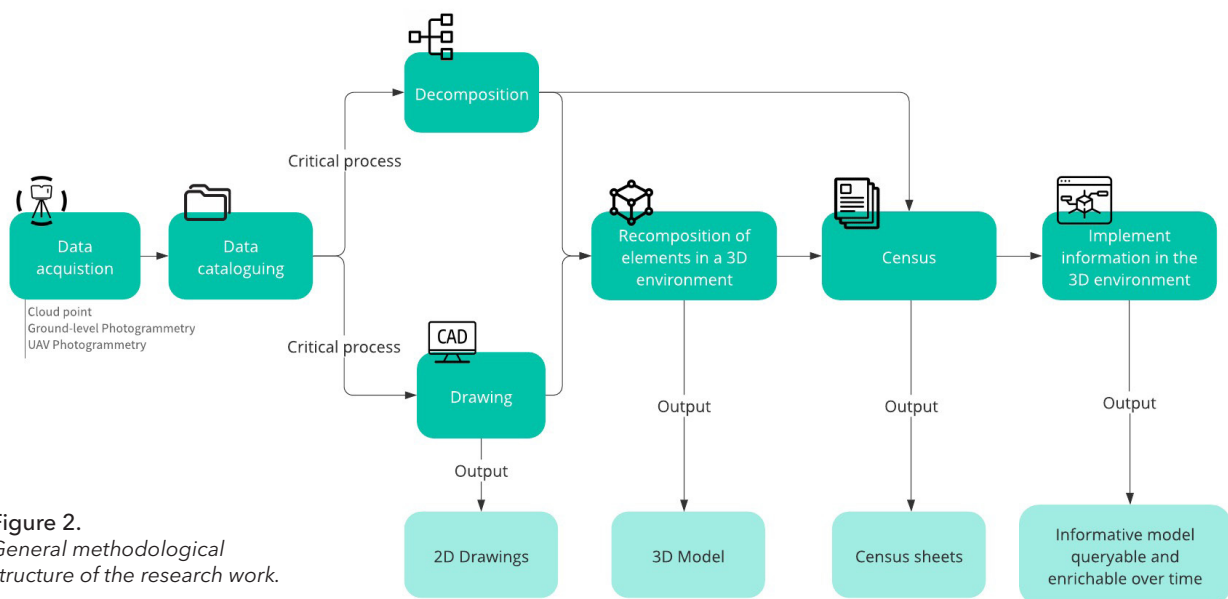 Decomposition
Critical process
Data
acquistion
Data
cataloguing
Cloud point
Ground-level Photogrammetry
UAV Photogrammetry
Recomposition of
elements in a 3D
environment
Census
Implement
information in the
3D environment
Critical process
CAD
Drawing
Output
Output
Output
Output
2D Drawings
3D Model
Census sheets
Informative model
queryable and
enrichable over time
igure 2.
General methodological
tructure of the research work.